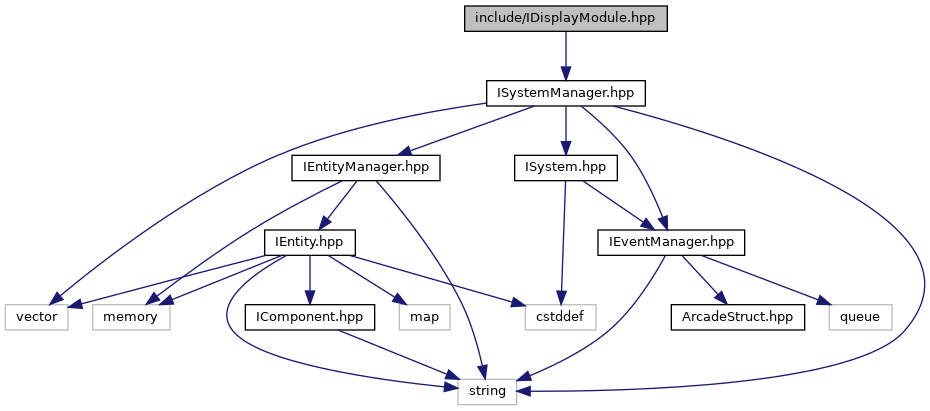 include/IDisplayModule.hpp
ISystemManager.hpp
IEntityManager.hpp
ISystem.hpp
IEntity.hpp
IEventManager.hpp
vector
memory
IComponent.hpp
map
cstddef
ArcadeStruct.hpp
queue
string